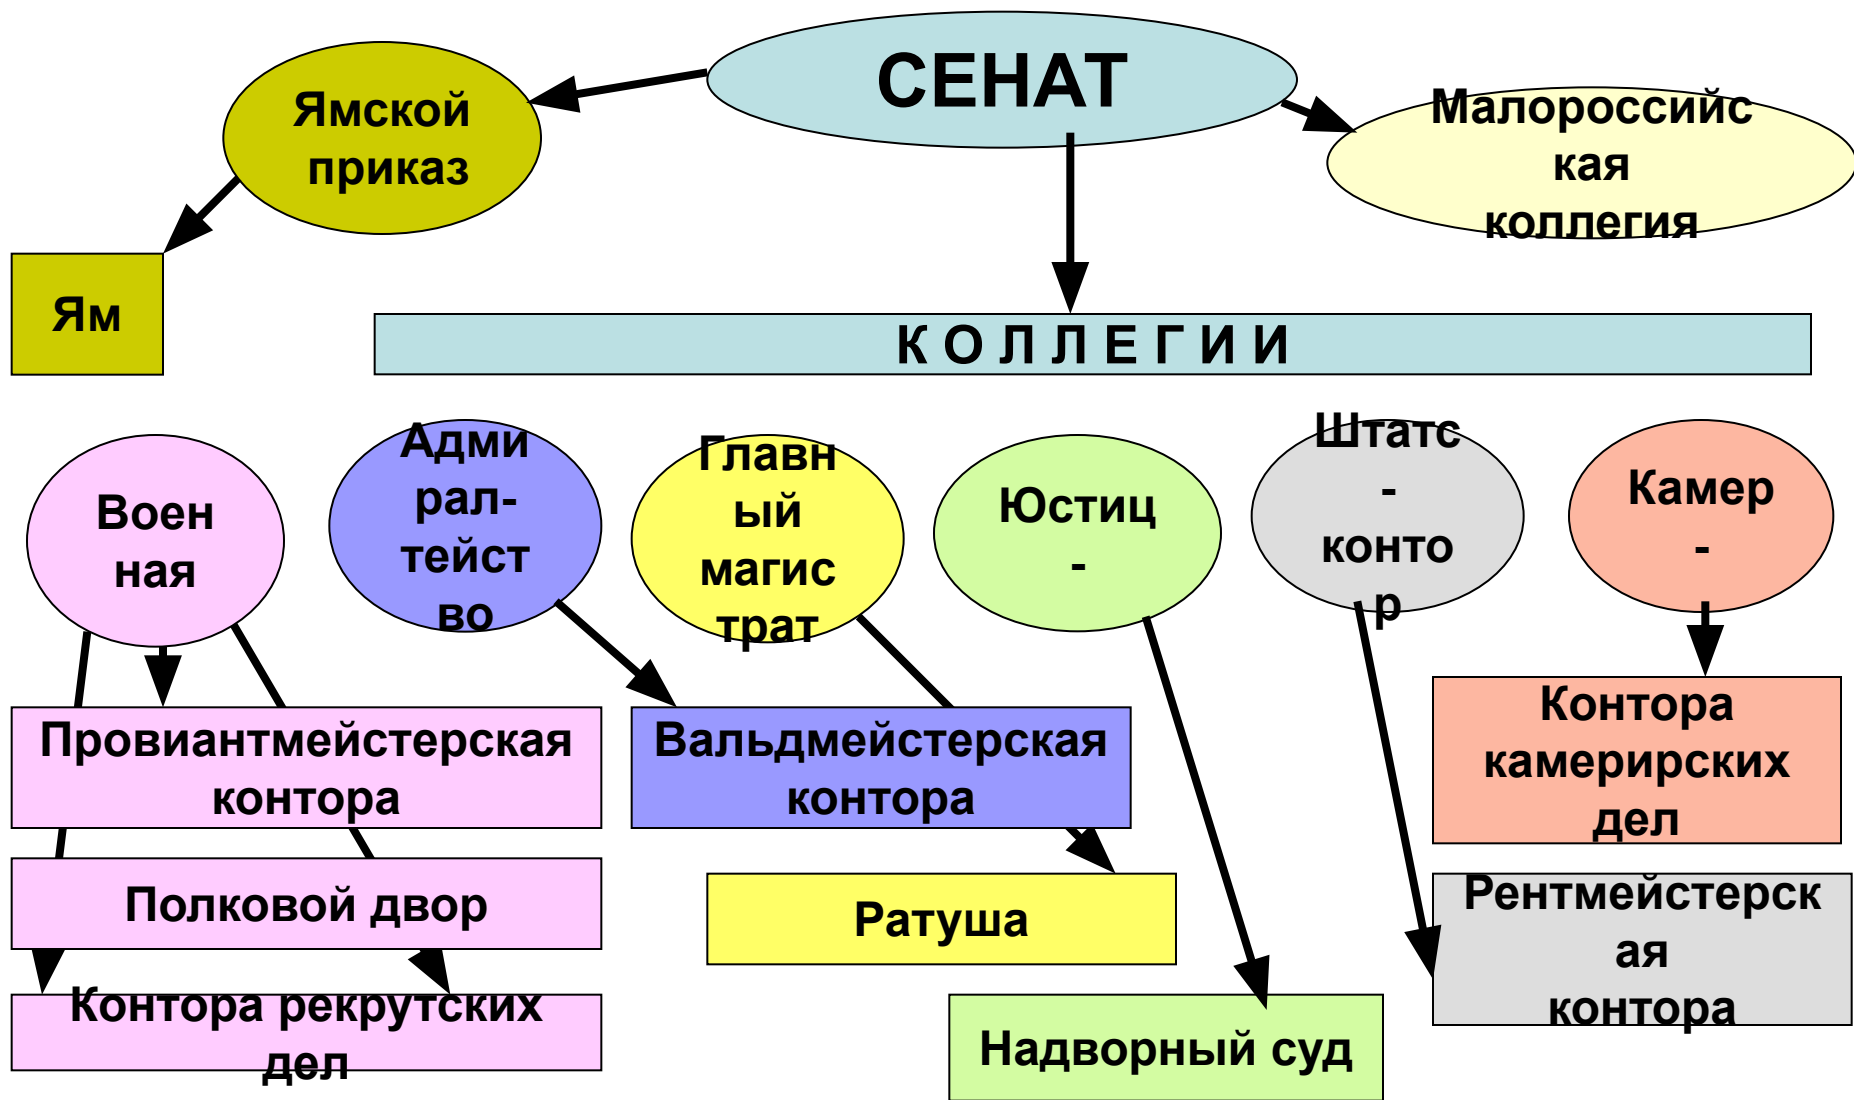 СЕНАТ
Ямской
приказ
Малороссийс
кая
коллегия
Ям
К О Л Л Е Г И И
Воен
ная
Адми
рал-
тейст
во
Главн
ый
магис
трат
Юстиц
-
Штатс
-
конто
р
Камер
-
Провиантмейстерская
контора
Вальдмейстерская
контора
Контора
камерирских
дел
Полковой двор
Ратуша
Рентмейстерск
ая
контора
Контора рекрутских
дел
Надворный суд